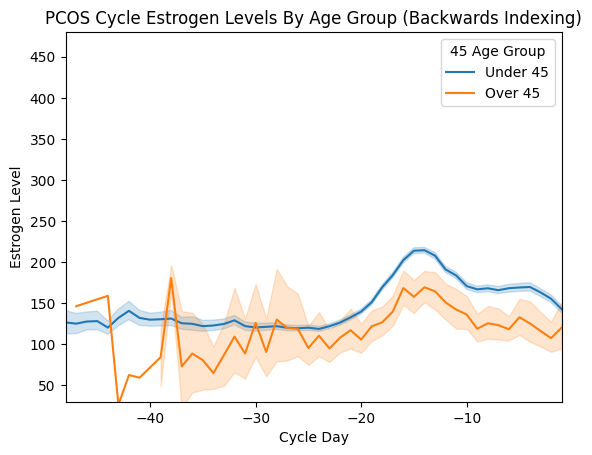 PCOS Cycle Estrogen Levels By Age Group (Backwards Indexing)
45 Age Group
Under 45
Over 45
Estrogen Level
450
400
350
300
250
200
150
100
50
−40
−30
−20
−10
Cycle Day